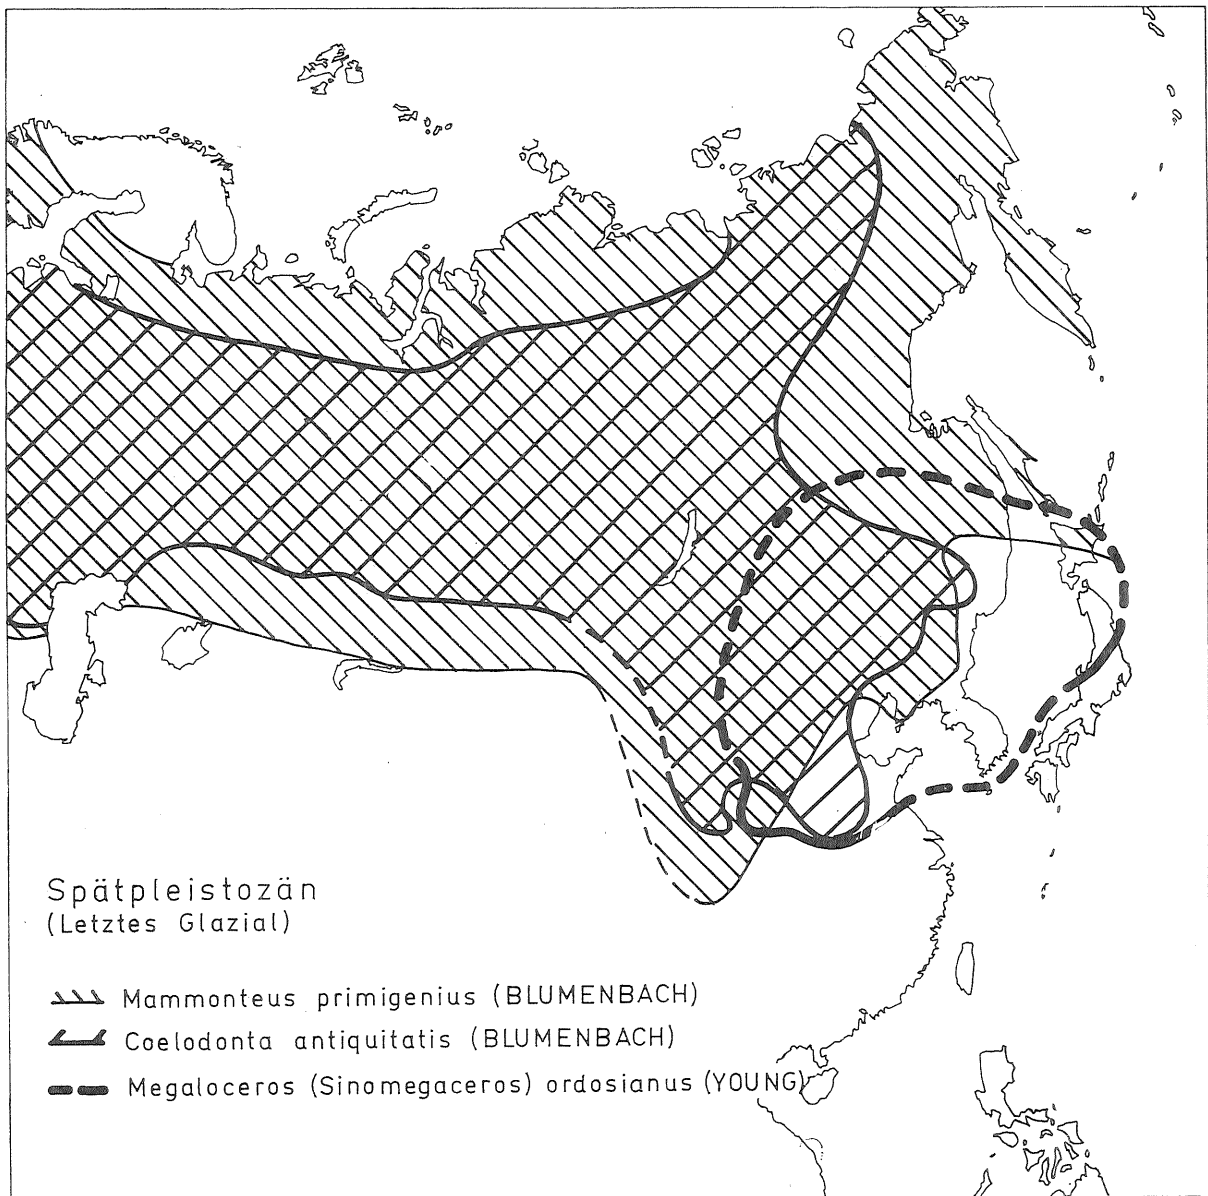 Spätpleistozän
(Letztes Glazial)
Mammonteus primigenius (BLUMENBACH)
Coelodonta antiquitatis (BLUMENBACH)
Megaloceros (Sinomegaceros) ordosianus (YOUNG)